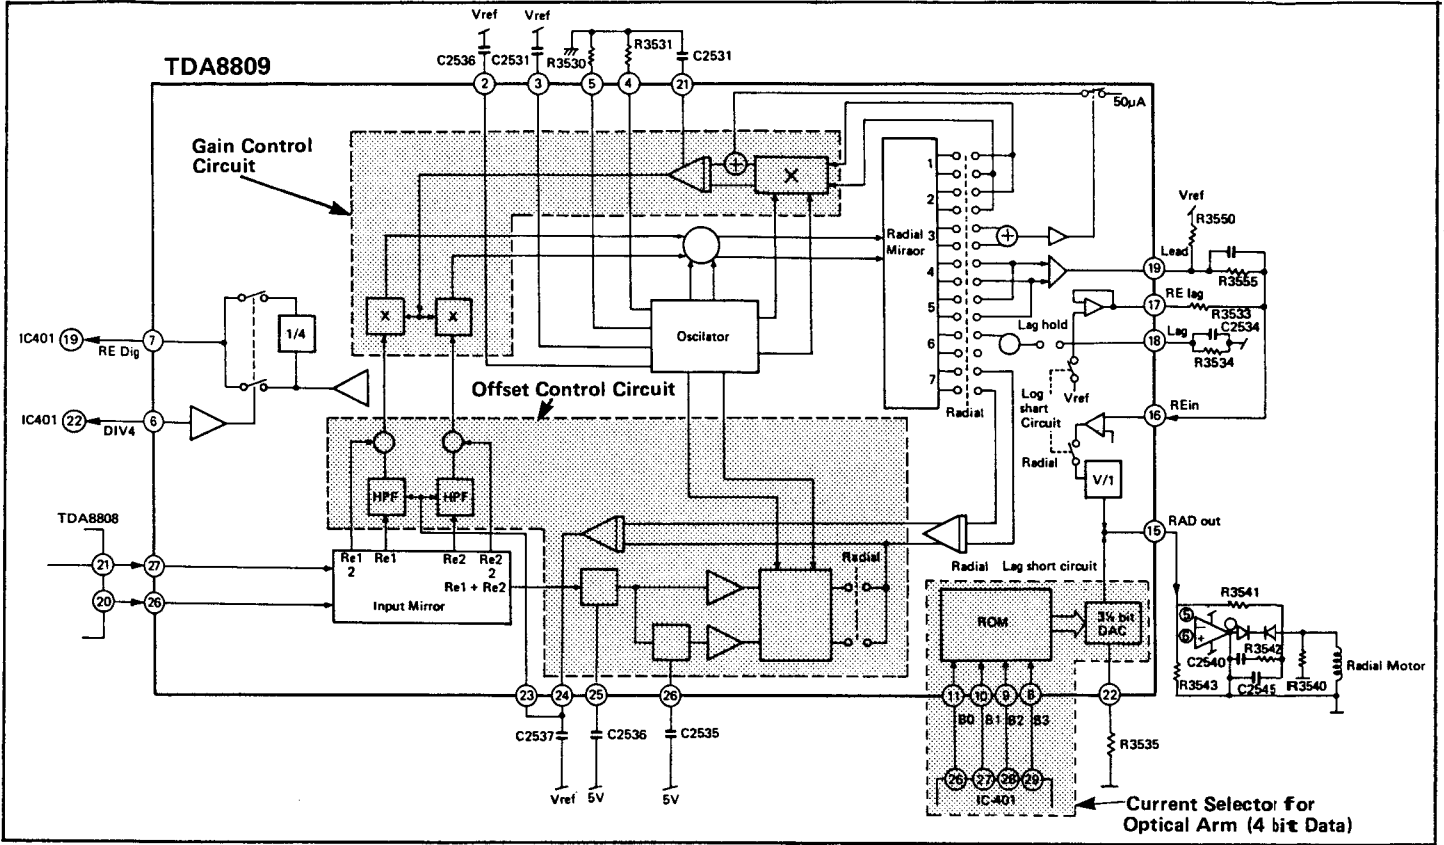 Vref
Vref
C2536
C2531
R3530
R3531
C2531
TDA8809
2
3
5
4
21
50μA
Gain Control
Circuit
+
X
1
2
3
4
5
6
7
Radial
Miraor
Radial
+
Vref
R3550
Lead
19
R3555
RE lag
17
R3533
C2534
Lag hold
Lag
18
R3534
X
X
Oscilator
1/4
IC401
19
RE Dig
7
IC401
22
DIV4
6
Offset Control Circuit
Log
shart
Circuit
Vref
REin
16
Radial
V/1
HPF
HPF
TDA8808
21
27
20
26
Re1
2
Re1
Re2
Re2
2
Re1 + Re2
Input Mirror
Radial
Radial
Lag short circuit
15
RAD out
ROM
3½ bit
DAC
R3541
5
6
−
+
C2540
R3542
R3543
C2545
R3540
Radial Motor
23
24
25
26
11
10
9
8
22
B0
B1
B2
B3
C2537
C2536
C2535
R3535
Vref
5V
5V
26
27
28
29
IC-401
Current Selector for
Optical Arm (4 bit Data)